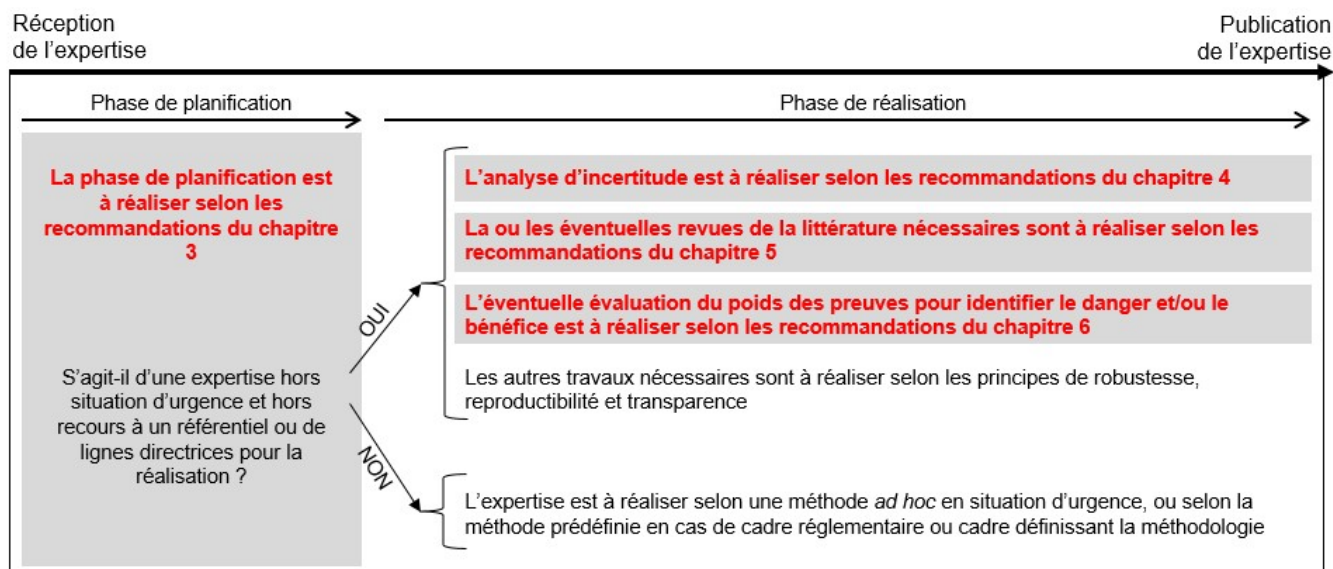 Réception
de l'expertise
Publication
de l'expertise
Phase de planification
Phase de réalisation
La phase de planification est
à réaliser selon les
recommandations du chapitre
3
S'agit-il d'une expertise hors
situation d'urgence et hors
recours à un référentiel ou de
lignes directrices pour la
réalisation ?
OUI
L'analyse d'incertitude est à réaliser selon les recommandations du chapitre 4
La ou les éventuelles revues de la littérature nécessaires sont à réaliser selon les
recommandations du chapitre 5
L'éventuelle évaluation du poids des preuves pour identifier le danger et/ou le
bénéfice est à réaliser selon les recommandations du chapitre 6
Les autres travaux nécessaires sont à réaliser selon les principes de robustesse,
reproductibilité et transparence
NON
L'expertise est à réaliser selon une méthode ad hoc en situation d'urgence, ou selon la
méthode prédéfinie en cas de cadre réglementaire ou cadre définissant la méthodologie